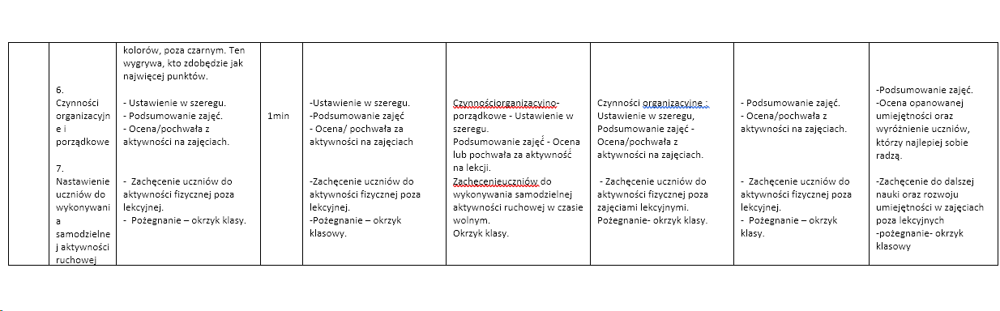 6.
Czynności
organizacyjn
e i
porządkowe
7.
Nastawienie
uczniów do
wykonywani
a
samodzielne
j aktywności
ruchowej
kolorów, poza czarnym. Ten
wygrywa, kto zdobędzie jak
najwięcej punktów.
- Ustawienie w szeregu.
- Podsumowanie zajęć.
- Ocena/pochwała z
aktywności na zajęciach.
- Zachęcenie uczniów do
aktywności fizycznej poza
lekcyjnej.
- Pożegnanie – okrzyk klasy.
1min
-Ustawienie w szeregu.
-Podsumowanie zajęć
- Ocena/ pochwała za
aktywności na zajęciach
-Zachęcenie uczniów do
aktywności fizycznej poza
lekcyjnej.
-Pożegnanie – okrzyk
klasowy.
Czynnościorganizacyino-
porządkowe - Ustawienie w
szeregu.
Podsumowanie zajęć - Ocena
lub pochwała za aktywność
na lekcji.
Zachęcenieuczniów do
wykonywania samodzielnej
aktywności ruchowej w czasie
wolnym.
Okrzyk klasy.
Czynności organizacyjne :
Ustawienie w szeregu,
Podsumowanie zajęć -
Ocena/pochwała z
aktywności na zajęciach.
- Zachęcenie uczniów do
aktywności fizycznej poza
zajęciami lekcyjnymi.
Pożegnanie- okrzyk klasy.
- Podsumowanie zajęć.
- Ocena/pochwała z
aktywności na zajęciach.
- Zachęcenie uczniów do
aktywności fizycznej poza
lekcyjnej.
- Pożegnanie – okrzyk
klasy.
-Podsumowanie zajęć.
-Ocena opanowanej
umiejętności oraz
wyróżnienie uczniów,
którzy najlepiej sobie
radzą.
-Zachęcenie do dalszej
nauki oraz rozwoju
umiejętności w zajęciach
poza lekcyjnych
-pożegnanie- okrzyk
klasowy